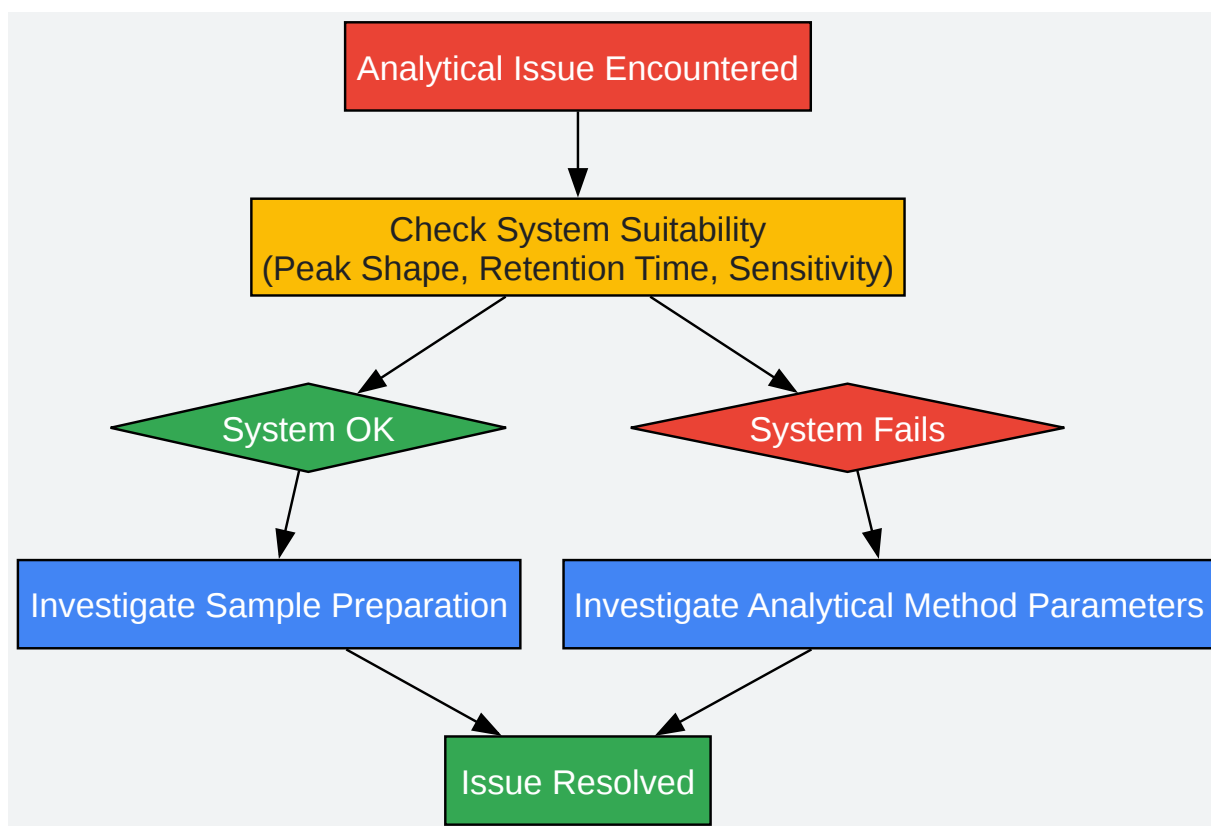 Analytical Issue Encountered
Check System Suitability
(Peak Shape, Retention Time, Sensitivity)
System OK
System Fails
Investigate Sample Preparation
Investigate Analytical Method Parameters
Issue Resolved